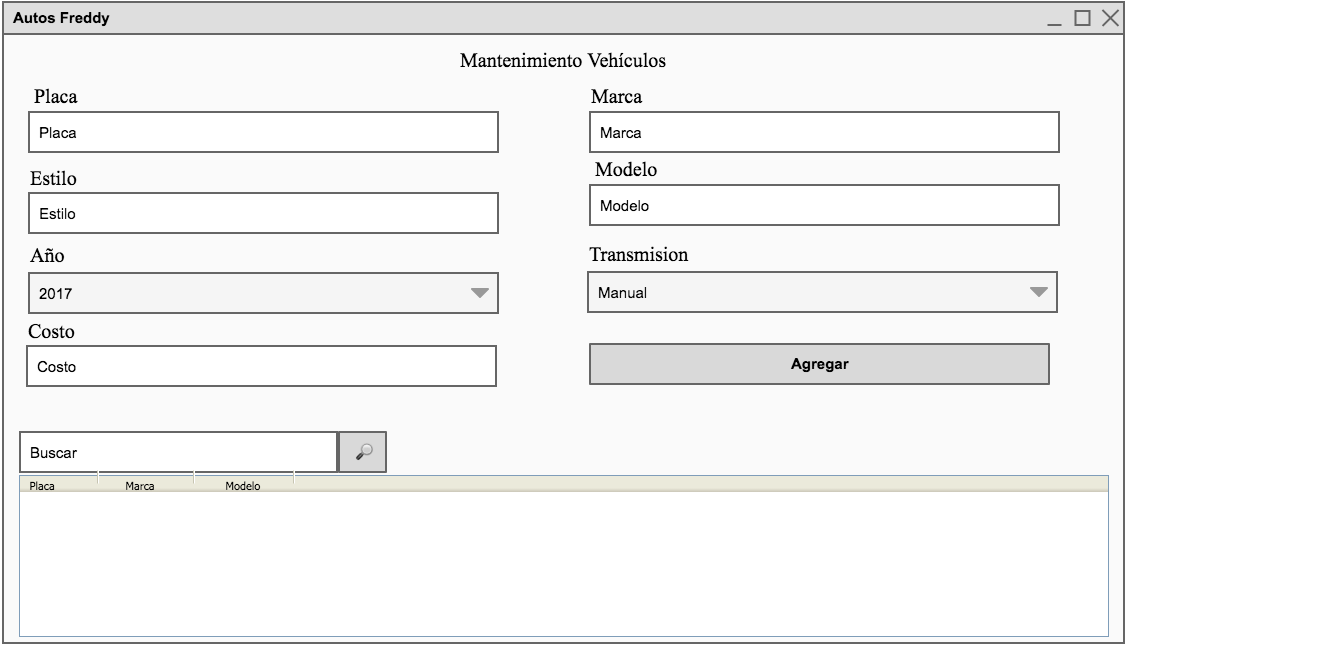 Autos Freddy
Mantenimiento Vehículos
Placa
Marca
Placa
Marca
Estilo
Modelo
Estilo
Modelo
Año
Transmision
2017
Manual
Costo
Costo
Agregar
Buscar
Placa Marca Modelo